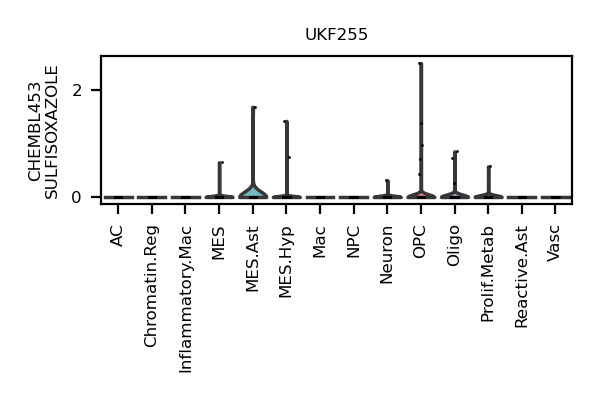 UKF255
CHEMBL453
SULFISOXAZOLE
2
0
AC
Chromatin.Reg
Inflammatory.Mac
MES
MES.Ast
MES.Hyp
Mac
NPC
Neuron
OPC
Oligo
Prolif.Metab
Reactive.Ast
Vasc